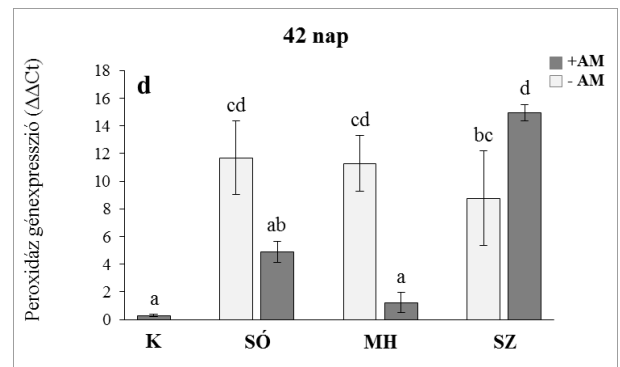 42 nap
+AM
- AM
Peroxidáz génexpresszió (ΔΔCt)
18
16
14
12
10
8
6
4
2
0
d
a
cd
ab
cd
a
bc
d
K SÓ MH SZ